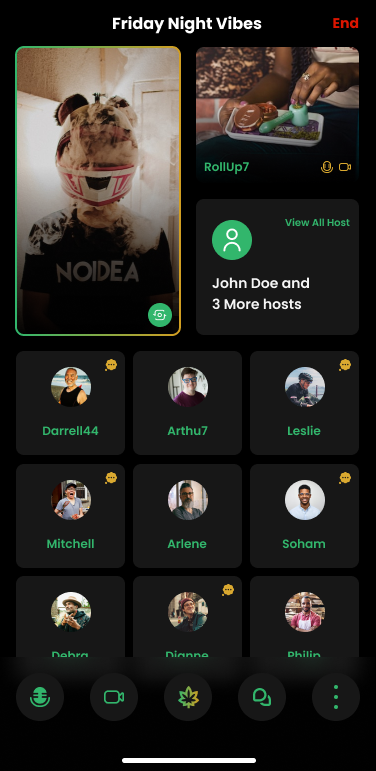 Friday Night Vibes
End
NOIDEA
RollUp7
View All Host
John Doe and
3 More hosts
Darrell44
Arthu7
Leslie
Mitchell
Arlene
Soham
Debra
Dianne
Philip